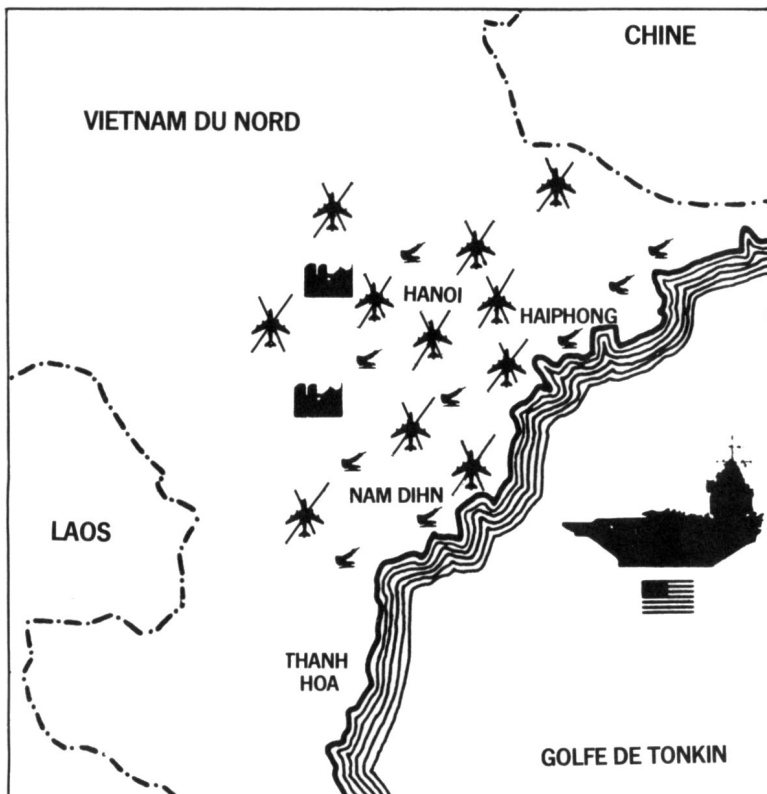 CHINE
VIETNAM DU NORD
HANOI
HAIPHONG
NAM DIHN
LAOS
THANH
HOA
GOLFE DE TONKIN